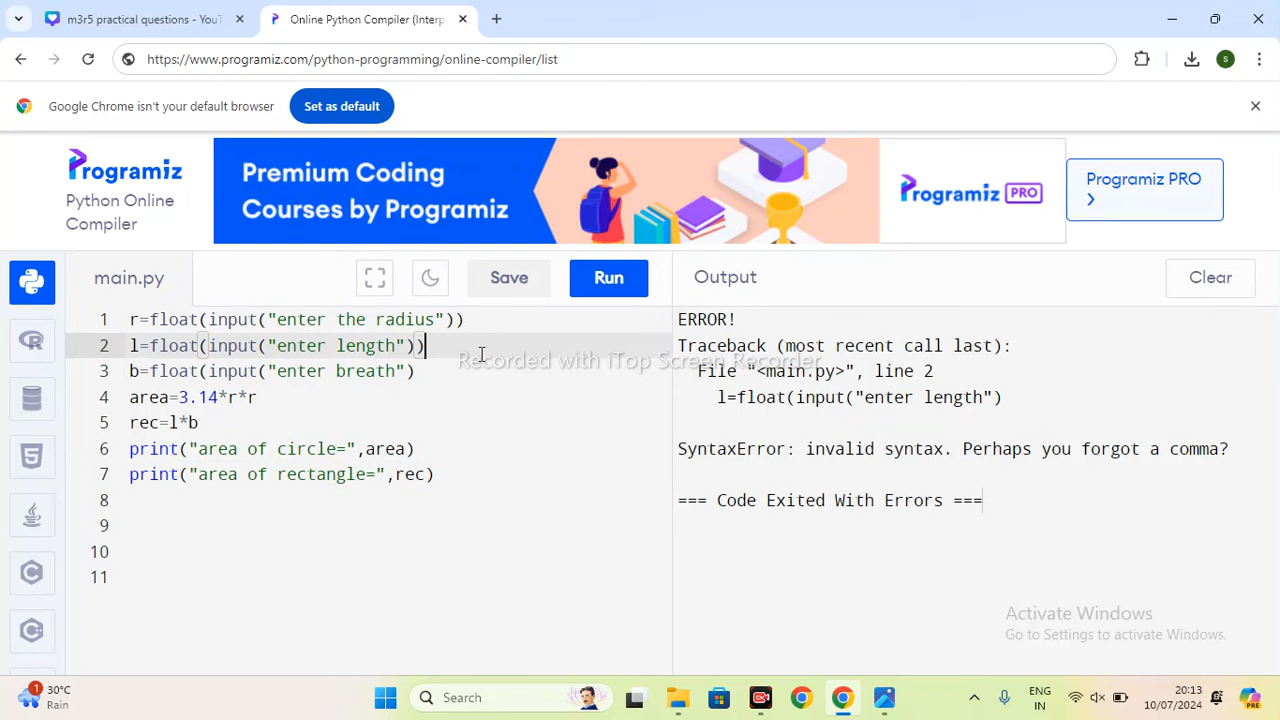 m3r5 practical questions - YouT
Online Python Compiler (Interp
https://www.programiz.com/python-programming/online-compiler/list
S
Google Chrome isn't your default browser
Set as default
Programiz
Python Online
Compiler
Premium Coding
Courses by Programiz
Programiz PRO
Programiz PRO
main.py
Save
Run
Output
Clear
1 r=float(input("enter the radius"))
2 l=float(input("enter length"))
3 b=float(input("enter breath")
4 area=3.14*r*r
5 rec=l*b
6 print("area of circle=",area)
7 print("area of rectangle=",rec)
8
9
10
11
ERROR!
Traceback (most recent call last):
File "<main.py>", line 2
l=float(input("enter length")
SyntaxError: invalid syntax. Perhaps you forgot a comma?
=== Code Exited With Errors ===
Recorded with iTop Screen Recorder
Activate Windows
Go to Settings to activate Windows.
1
30°C
Rain
Search
ENG
IN
20:13
10/07/2024
PRE